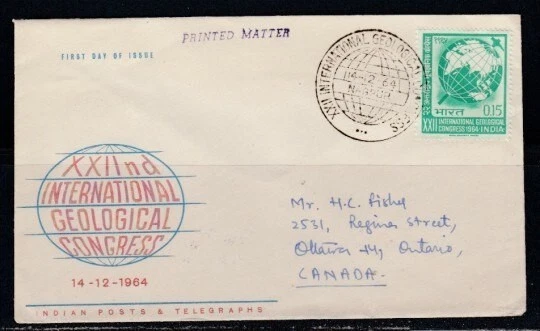 PRINTED MATTER
FIRST DAY OF ISSUE
XXII INTERNATIONAL GEOLOGICAL CONGRESS
14-12-64
भारत 0.15
XXII INTERNATIONAL GEOLOGICAL
CONGRESS 1964 INDIA
XXIInd
INTERNATIONAL
GEOLOGICAL
CONGRESS
14-12-1964
INDIAN POSTS & TELEGRAPHS
Mr. H.C. Fisher
2531, Regina Street,
Ottawa 14, Ontario,
CANADA.